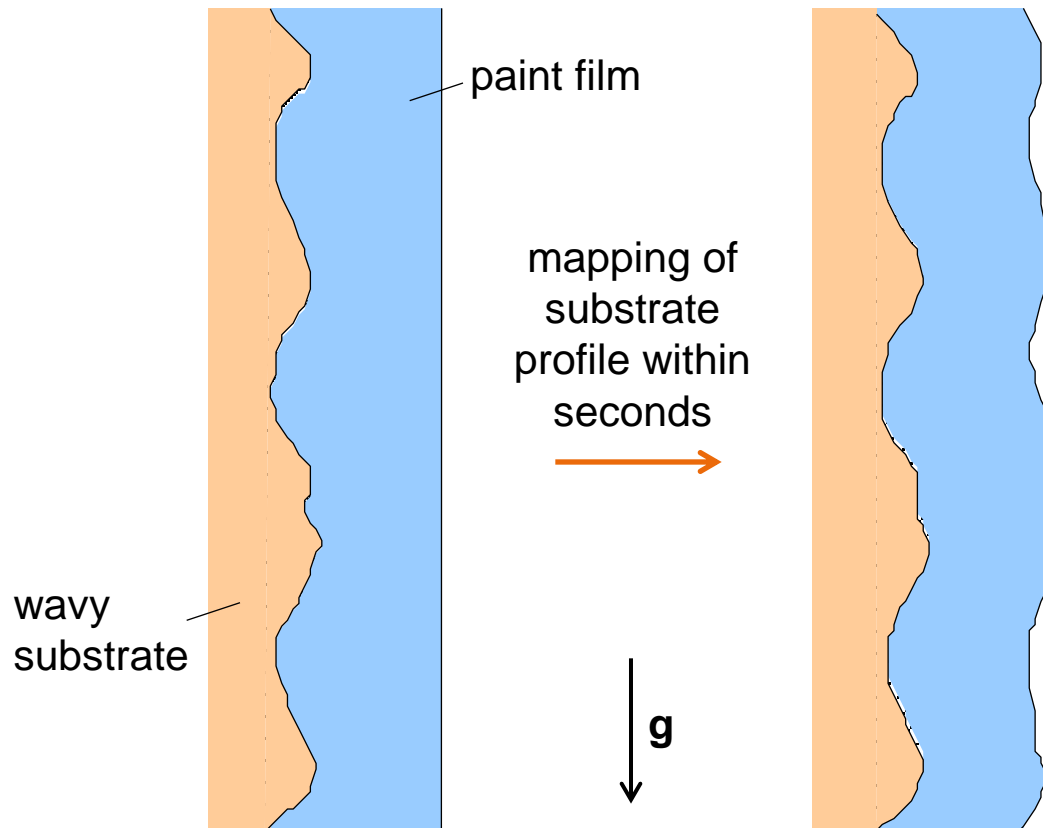 paint film
mapping of
substrate
profile within
seconds
wavy
substrate
g